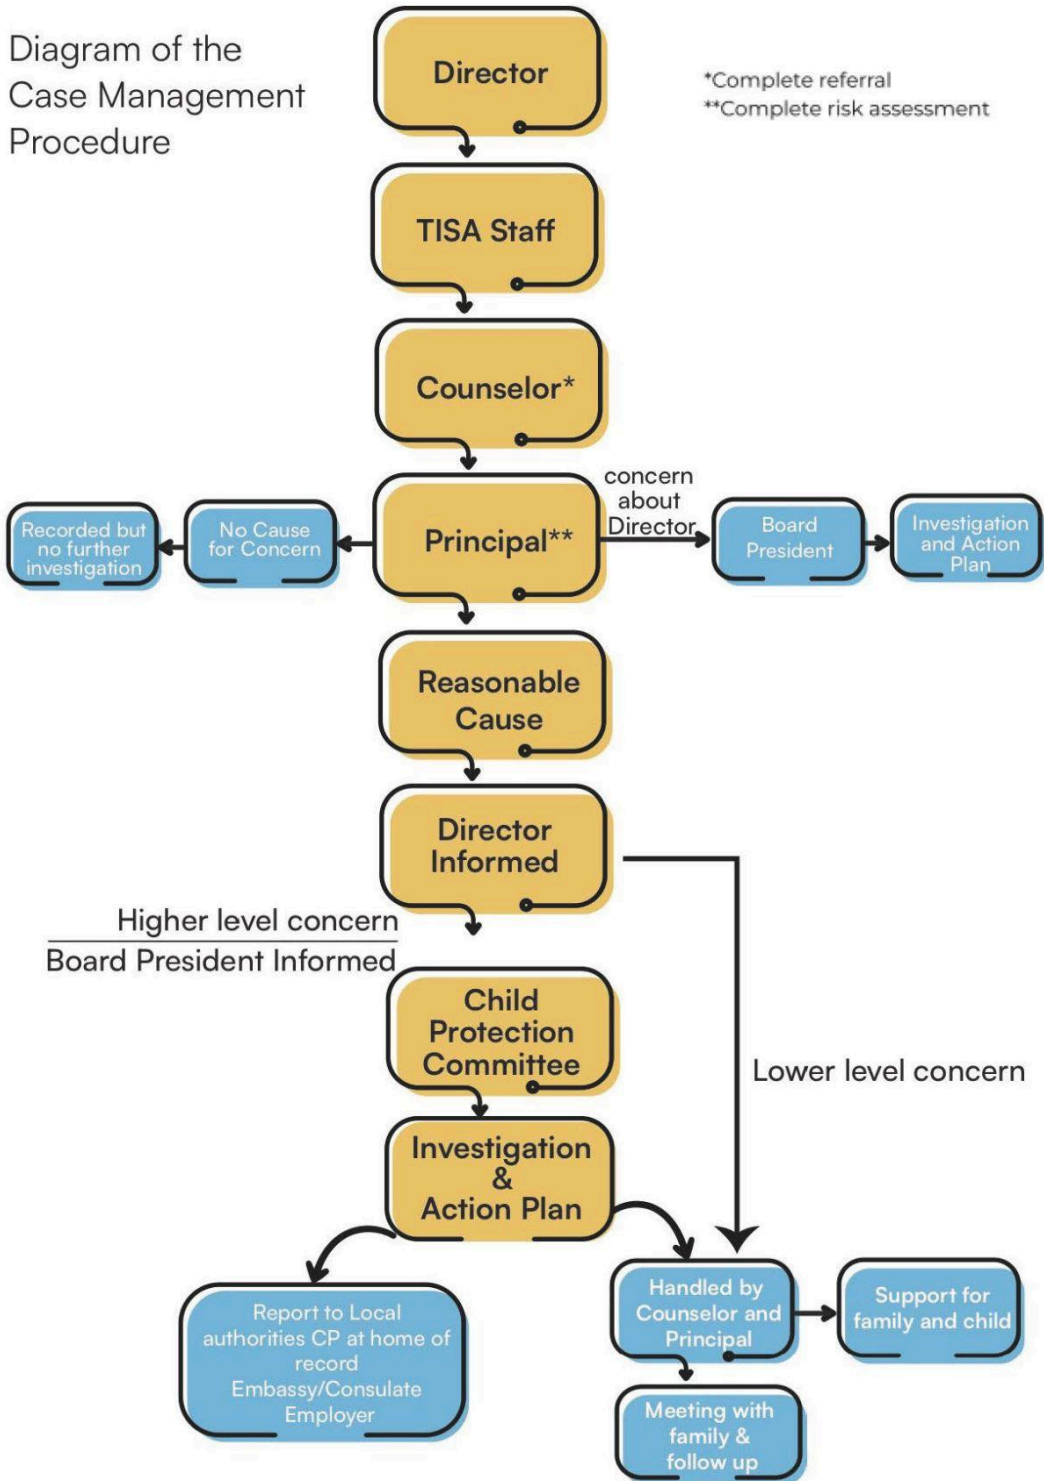 Diagram of the
Case Management
Procedure
*Complete referral
**Complete risk assessment
Director
TISA Staff
Counselor*
Principal**
concern
about
Director
Board
President
Investigation
and Action
Plan
No Cause
for Concern
Recorded but
no further
investigation
Reasonable
Cause
Director
Informed
Higher level concern
Board President Informed
Child
Protection
Committee
Lower level concern
Investigation
&
Action Plan
Report to Local
authorities CP at home of
record
Embassy/Consulate
Employer
Handled by
Counselor and
Principal
Support for
family and child
Meeting with
family &
follow up